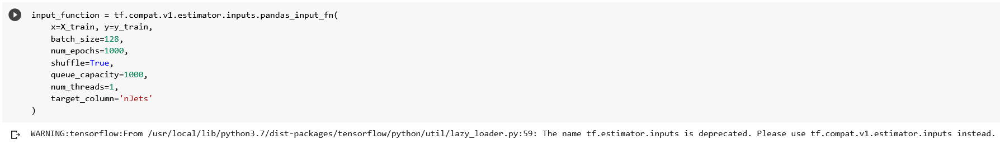 input_function = tf.compat.v1.estimator.inputs.pandas_input_fn(
    x=X_train, y=y_train,
    batch_size=128,
    num_epochs=1000,
    shuffle=True,
    queue_capacity=1000,
    num_threads=1,
    target_column='nJets'
)
WARNING:tensorflow:From /usr/local/lib/python3.7/dist-packages/tensorflow/python/util/lazy_loader.py:59: The name tf.estimator.inputs is deprecated. Please use tf.compat.v1.estimator.inputs instead.